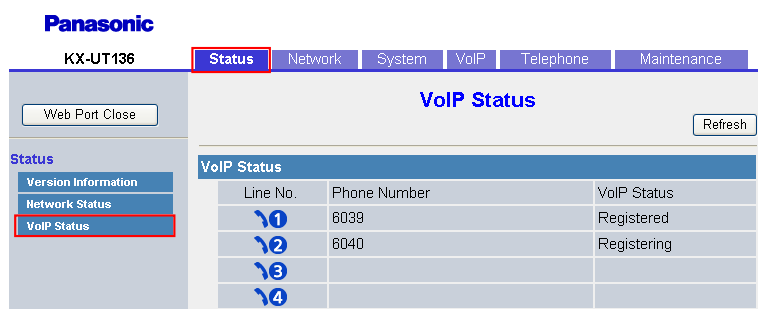 Panasonic
KX-UT136
Status Network System VoIP Telephone Maintenance
Web Port Close
VoIP Status
Refresh
Status
Version Information
Network Status
VoIP Status
VoIP Status
Line No. Phone Number VoIP Status
1 6039 Registered
2 6040 Registering
3
4